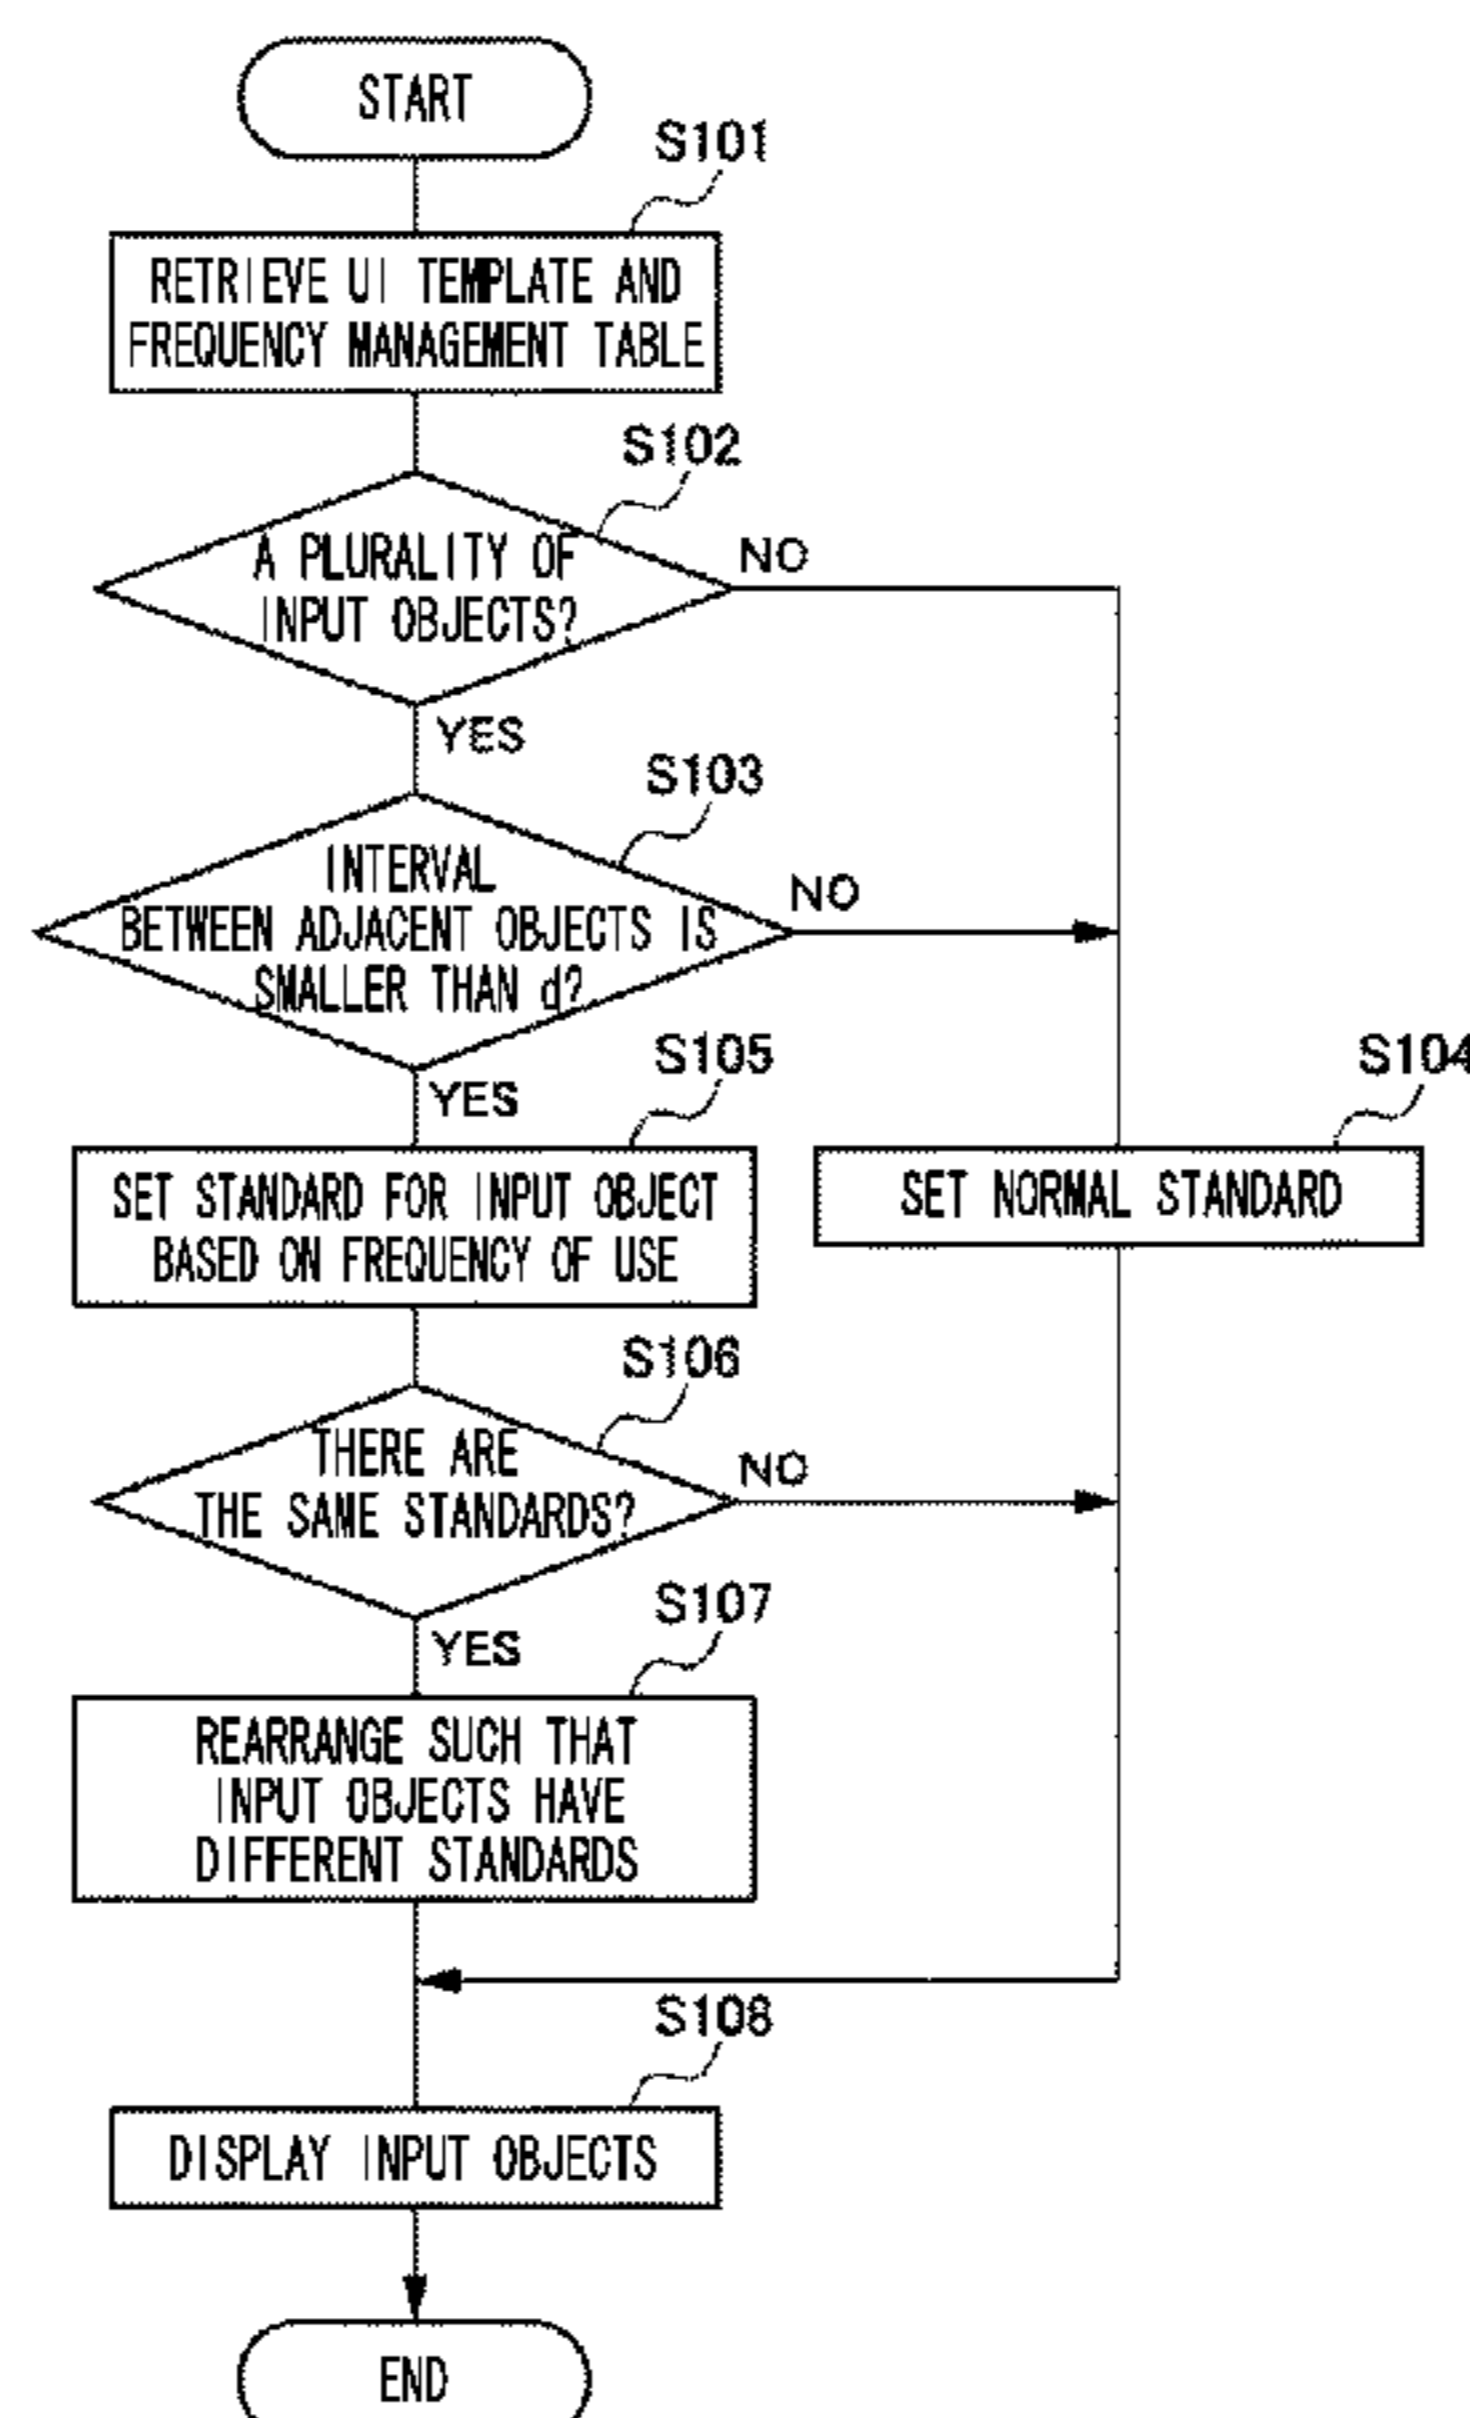 START
S101
RETRIEVE UI TEMPLATE AND
FREQUENCY MANAGEMENT TABLE
S102
A PLURALITY OF
INPUT OBJECTS?
NO
YES
S103
INTERVAL
BETWEEN ADJACENT OBJECTS IS
SMALLER THAN d?
NO
YES
S105
SET STANDARD FOR INPUT OBJECT
BASED ON FREQUENCY OF USE
S104
SET NORMAL STANDARD
S106
THERE ARE
THE SAME STANDARDS?
NO
YES
S107
REARRANGE SUCH THAT
INPUT OBJECTS HAVE
DIFFERENT STANDARDS
S108
DISPLAY INPUT OBJECTS
END